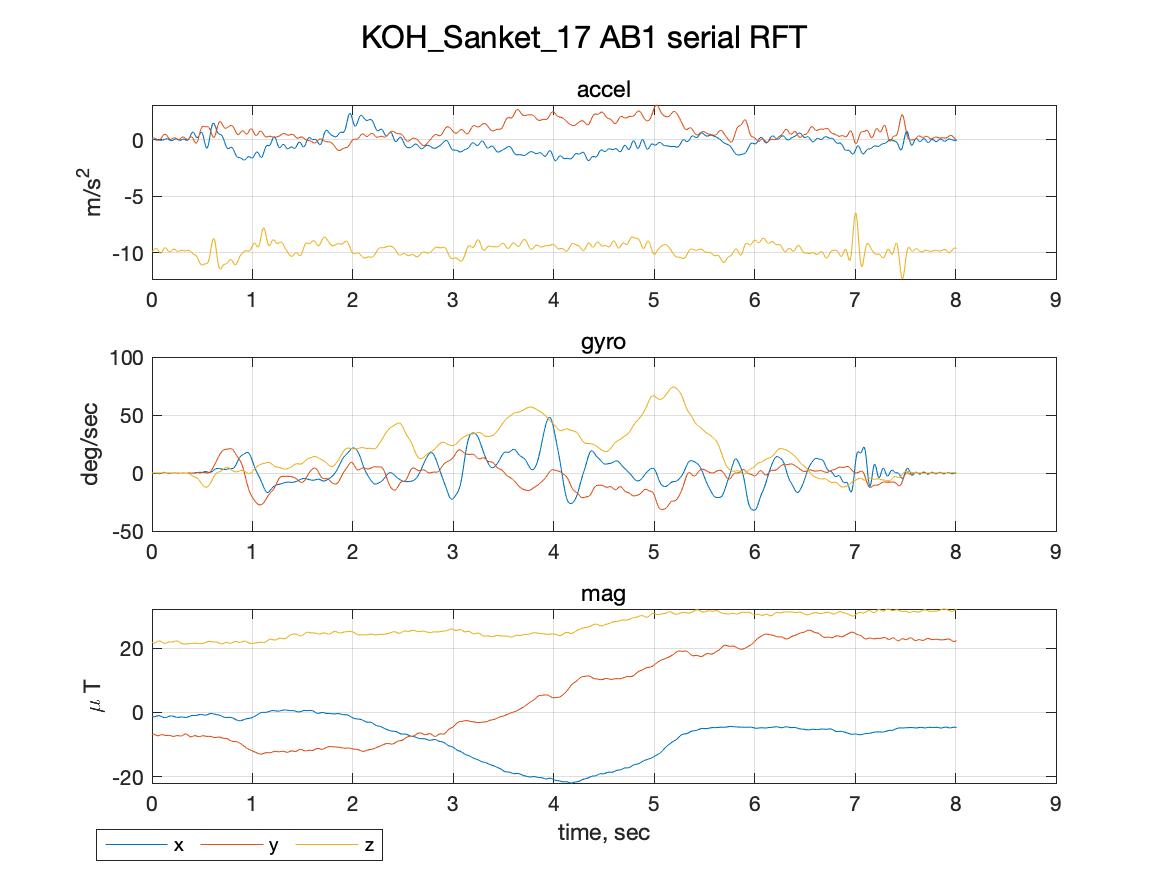 KOH_Sanket_17 AB1 serial RFT
accel
0
-5
-10
m/s²
0 1 2 3 4 5 6 7 8 9
gyro
100
50
0
-50
deg/sec
0 1 2 3 4 5 6 7 8 9
mag
20
0
-20
μ T
0 1 2 3 4 5 6 7 8 9
time, sec
x y z